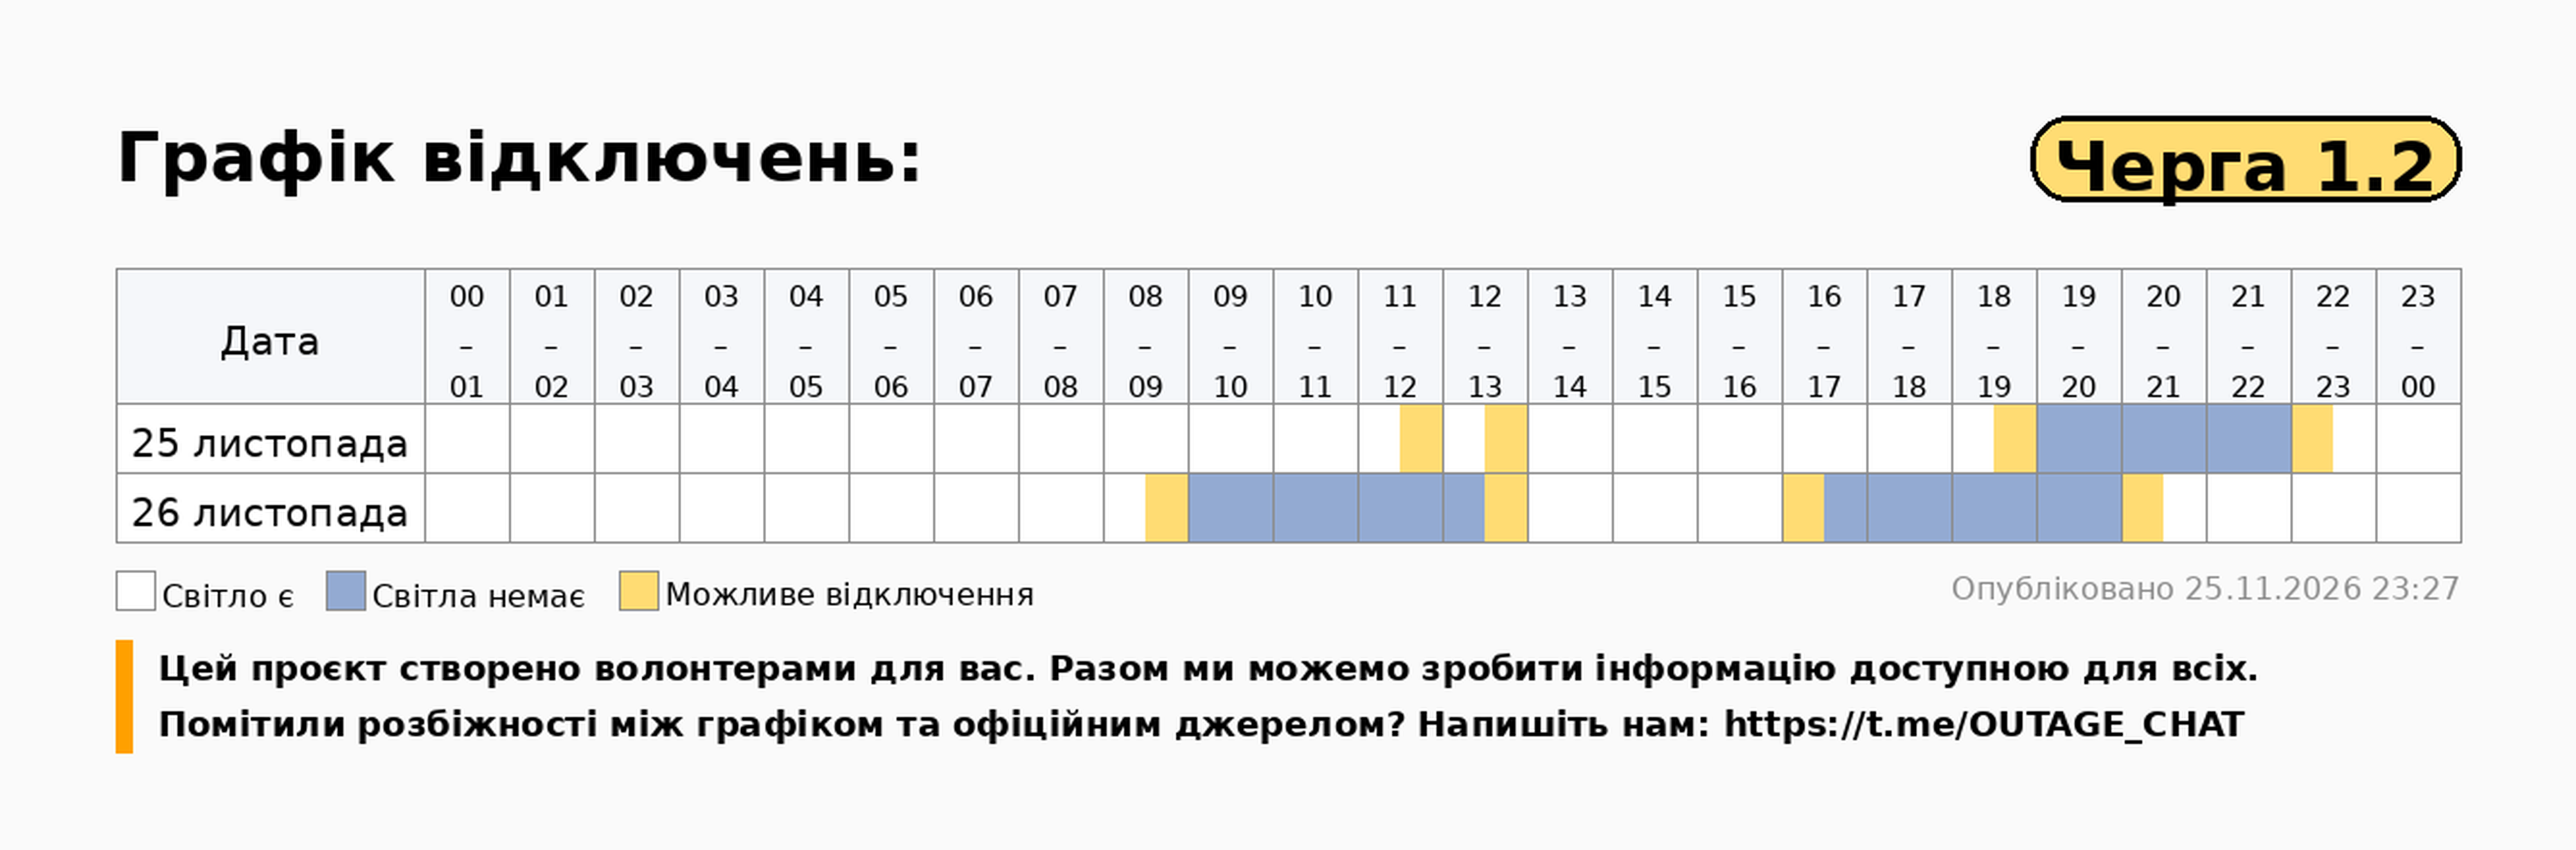 Графік відключень:
Черга 1.2
Дата
00 – 01
01 – 02
02 – 03
03 – 04
04 – 05
05 – 06
06 – 07
07 – 08
08 – 09
09 – 10
10 – 11
11 – 12
12 – 13
13 – 14
14 – 15
15 – 16
16 – 17
17 – 18
18 – 19
19 – 20
20 – 21
21 – 22
22 – 23
23 – 00
25 листопада
26 листопада
Світло є
Світла немає
Можливе відключення
Опубліковано 25.11.2026 23:27
Цей проєкт створено волонтерами для вас. Разом ми можемо зробити інформацію доступною для всіх.
Помітили розбіжності між графіком та офіційним джерелом? Напишіть нам: https://t.me/OUTAGE_CHAT